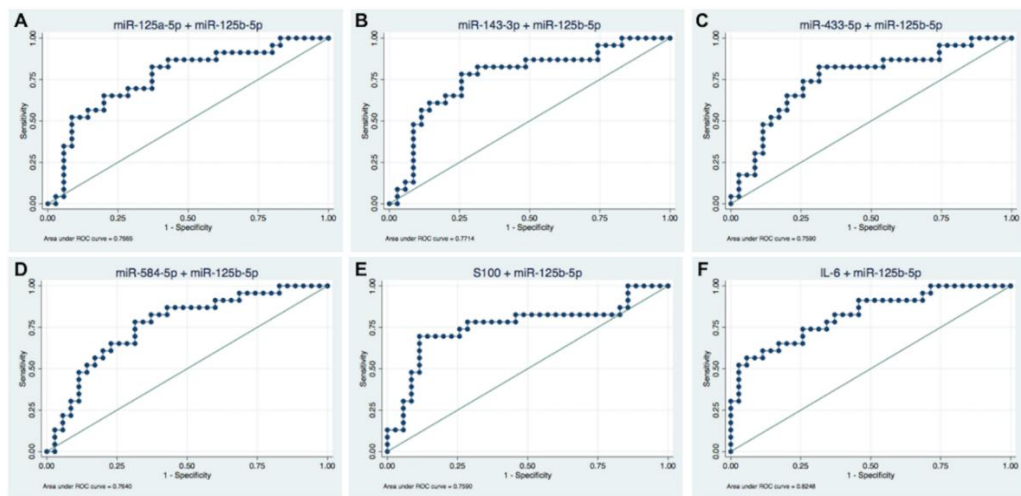 A
miR-125a-5p + miR-125b-5p
Sensitivity
0.00 0.25 0.50 0.75 1.00
0.00 0.25 0.50 0.75 1.00
1 - Specificity
Area under ROC curve = 0.7665
B
miR-143-3p + miR-125b-5p
Sensitivity
0.00 0.25 0.50 0.75 1.00
0.00 0.25 0.50 0.75 1.00
1 - Specificity
Area under ROC curve = 0.7714
C
miR-433-5p + miR-125b-5p
Sensitivity
0.00 0.25 0.50 0.75 1.00
0.00 0.25 0.50 0.75 1.00
1 - Specificity
Area under ROC curve = 0.7590
D
miR-584-5p + miR-125b-5p
Sensitivity
0.00 0.25 0.50 0.75 1.00
0.00 0.25 0.50 0.75 1.00
1 - Specificity
Area under ROC curve = 0.7640
E
S100 + miR-125b-5p
Sensitivity
0.00 0.25 0.50 0.75 1.00
0.00 0.25 0.50 0.75 1.00
1 - Specificity
Area under ROC curve = 0.7590
F
IL-6 + miR-125b-5p
Sensitivity
0.00 0.25 0.50 0.75 1.00
0.00 0.25 0.50 0.75 1.00
1 - Specificity
Area under ROC curve = 0.8248